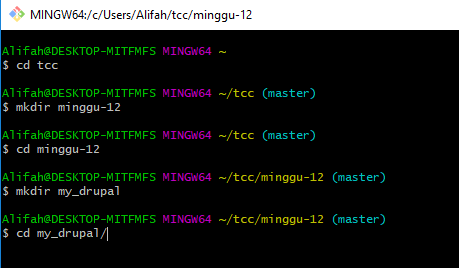 MINGW64:/c/Users/Alifah/tcc/minggu-12
Alifah@DESKTOP-MITFMFS MINGW64 ~
$ cd tcc
Alifah@DESKTOP-MITFMFS MINGW64 ~/tcc (master)
$ mkdir minggu-12
Alifah@DESKTOP-MITFMFS MINGW64 ~/tcc (master)
$ cd minggu-12
Alifah@DESKTOP-MITFMFS MINGW64 ~/tcc/minggu-12 (master)
$ mkdir my_drupal
Alifah@DESKTOP-MITFMFS MINGW64 ~/tcc/minggu-12 (master)
$ cd my_drupal/